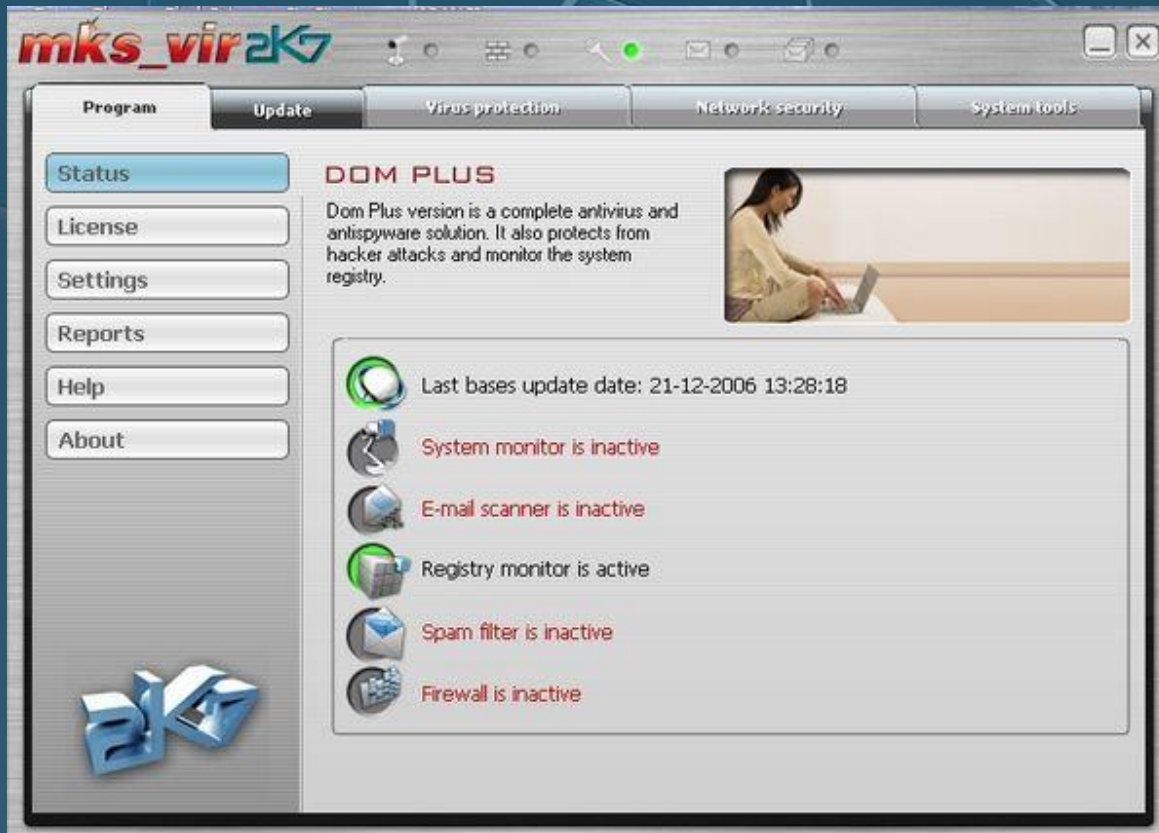 mks_vir2K7
Program
Update
Virus protection
Network security
System tools
Status
License
Settings
Reports
Help
About
DOM PLUS
Dom Plus version is a complete antivirus and
antispyware solution. It also protects from
hacker attacks and monitor the system
registry.
Last bases update date: 21-12-2006 13:28:18
System monitor is inactive
E-mail scanner is inactive
Registry monitor is active
Spam filter is inactive
Firewall is inactive
2K7